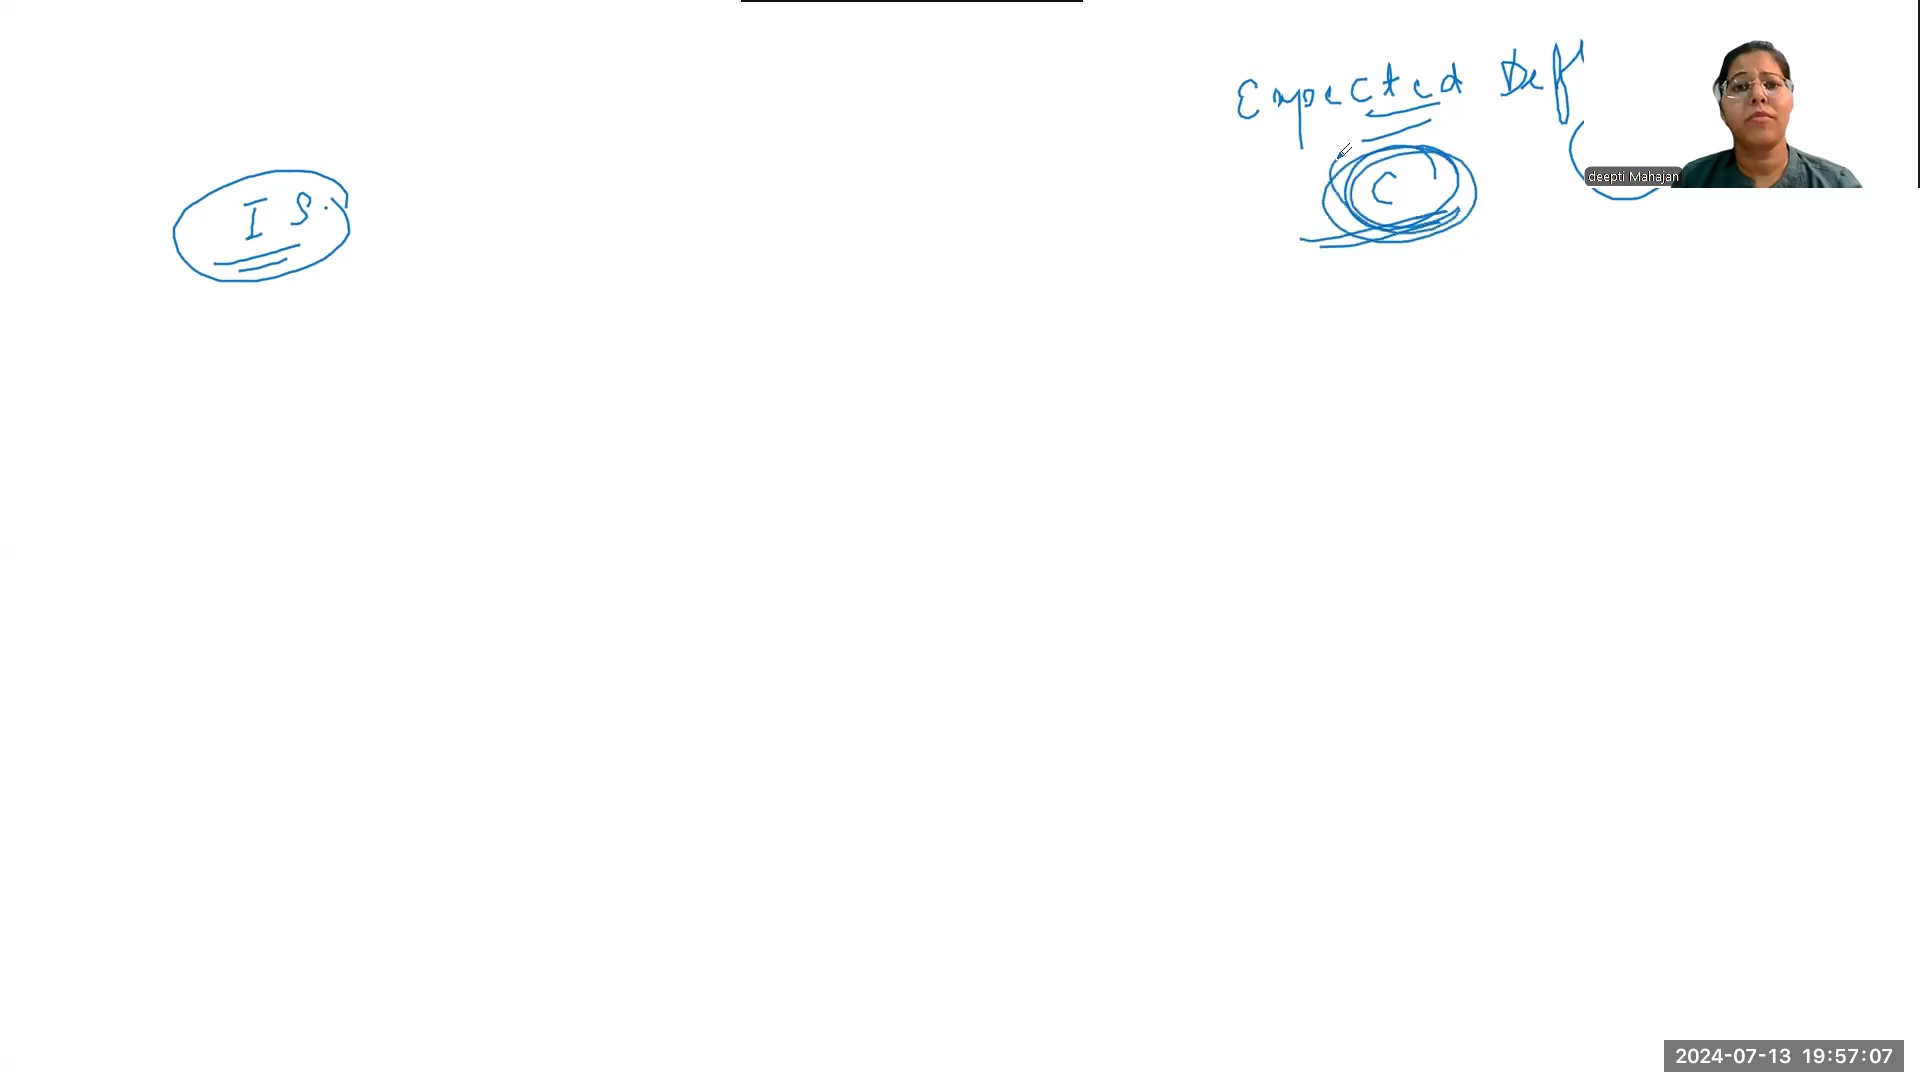 Expected Def
I S.
C
deepti Mahajan
2024-07-13 19:57:07